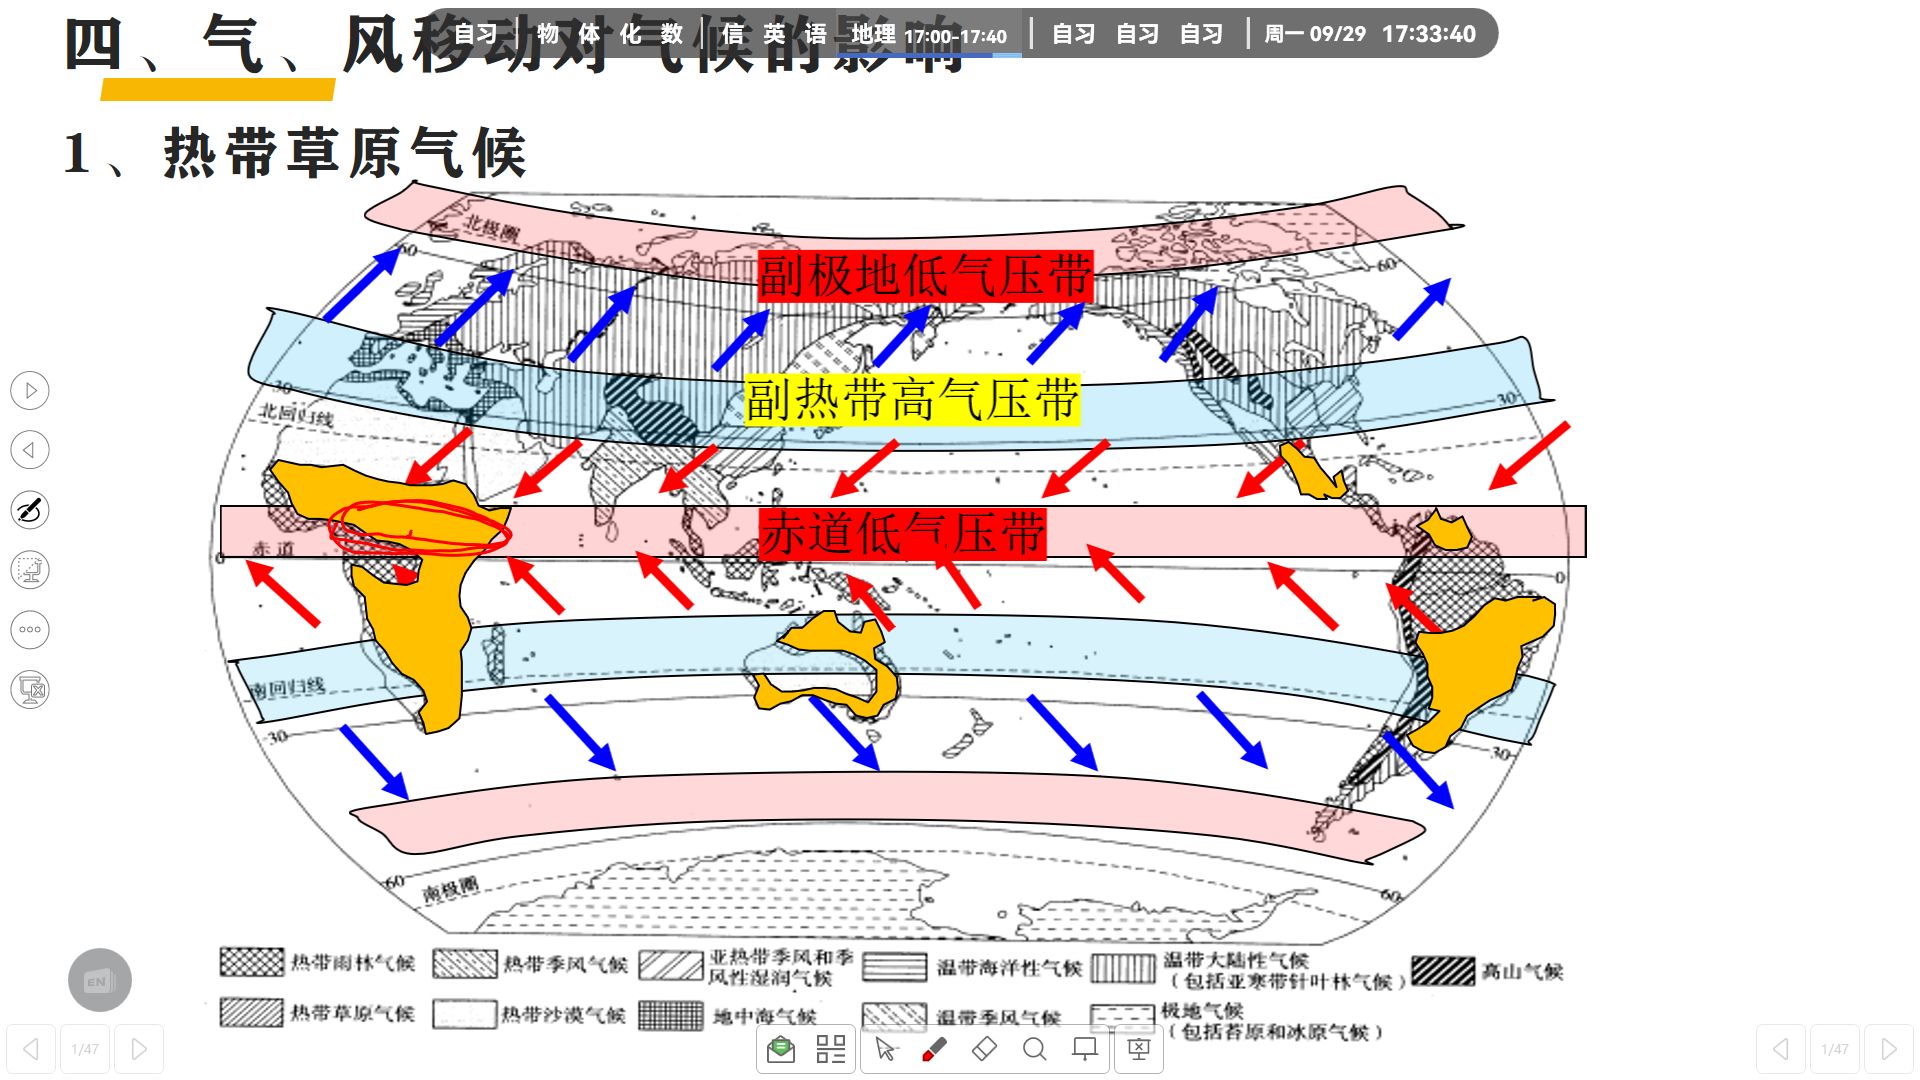 四、气、风移动对气候的影响
自习 | 物 体 化 数 | 信 英 语 地理 17:00-17:40 | 自习 自习 自习 | 周一 09/29 17:33:40
1、热带草原气候
北极圈
60
60
副极地低气压带
副热带高气压带
30
30
北回归线
赤道低气压带
赤道
0
0
南回归线
30
30
60
60
南极圈
热带雨林气候
热带季风气候
亚热带季风和季
风性湿润气候
温带海洋性气候
温带大陆性气候
(包括亚寒带针叶林气候)
高山气候
热带草原气候
热带沙漠气候
地中海气候
温带季风气候
极地气候
(包括苔原和冰原气候)
EN
1/47
1/47